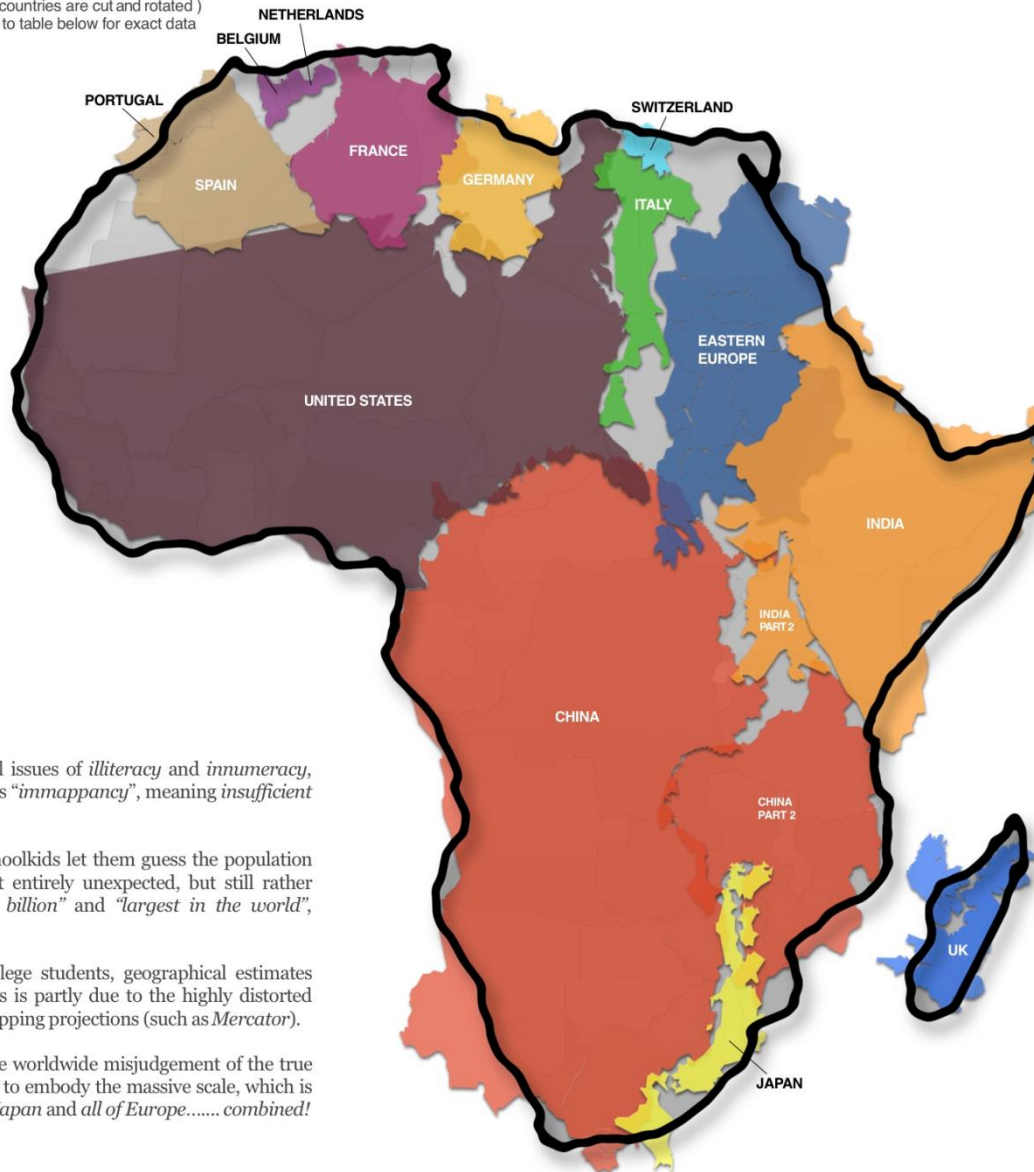 countries are cut and rotated )
to table below for exact data
NETHERLANDS
BELGIUM
PORTUGAL
SWITZERLAND
FRANCE
GERMANY
SPAIN
ITALY
EASTERN
EUROPE
UNITED STATES
INDIA
INDIA
PART 2
CHINA
CHINA
PART 2
UK
JAPAN
l issues of illiteracy and innumeracy,
s “immappancy”, meaning insufficient
oolkids let them guess the population
t entirely unexpected, but still rather
billion” and “largest in the world”,
lege students, geographical estimates
s is partly due to the highly distorted
pping projections (such as Mercator).
e worldwide misjudgement of the true
to embody the massive scale, which is
apan and all of Europe....... combined!